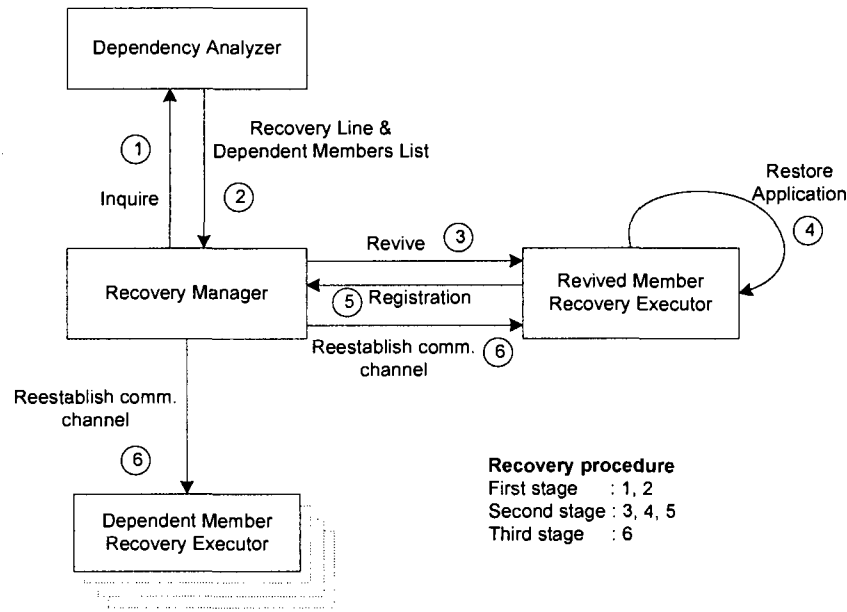 Dependency Analyzer
1
Inquire
Recovery Line &
Dependent Members List
2
Restore
Application
4
Revive 3
Recovery Manager
5 Registration
Revived Member
Recovery Executor
Reestablish comm.
channel
6
Reestablish comm.
channel
6
Dependent Member
Recovery Executor
Recovery procedure
First stage : 1, 2
Second stage : 3, 4, 5
Third stage : 6